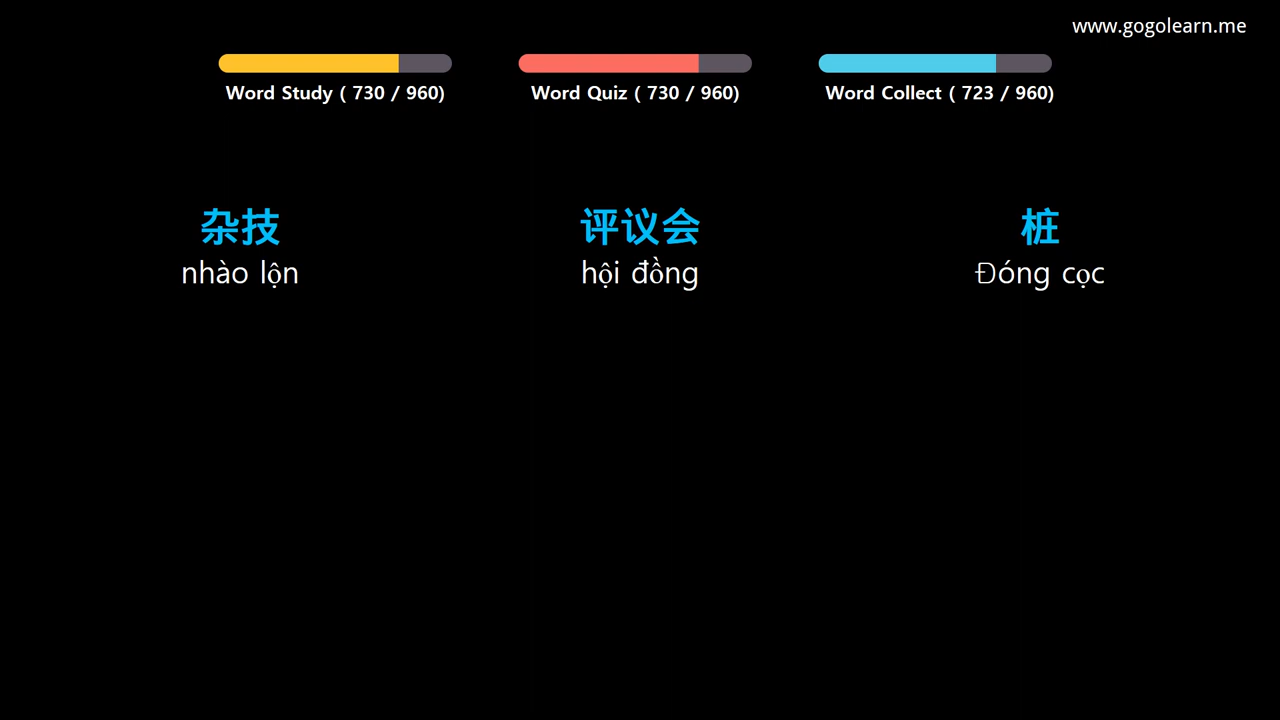 www.gogolearn.me
Word Study ( 730 / 960)
Word Quiz ( 730 / 960)
Word Collect ( 723 / 960)
杂技
nhào lộn
评议会
hội đồng
桩
Đóng cọc